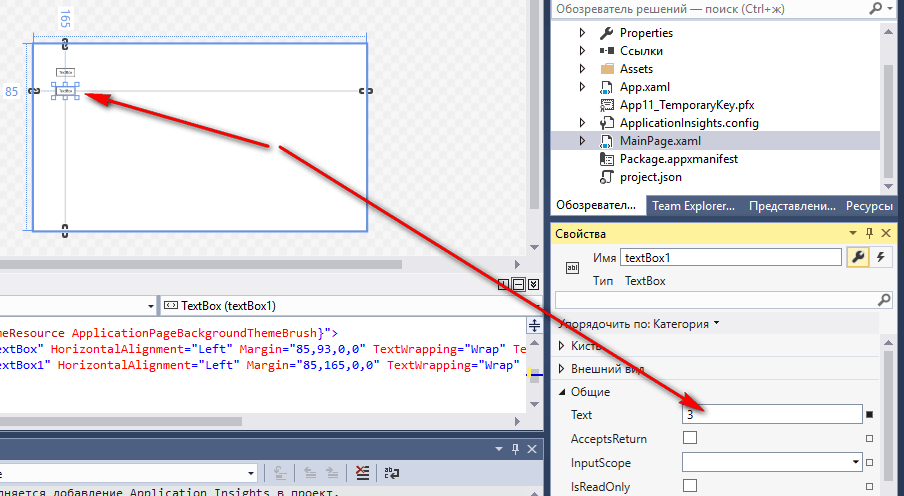 165
85
TextBox
TextBox
Обозреватель решений — поиск (Ctrl+ж)
Properties
Ссылки
Assets
App.xaml
App11_TemporaryKey.pfx
ApplicationInsights.config
MainPage.xaml
Package.appxmanifest
project.json
Обозревател... Team Explorer... Представлени... Ресурсы
Свойства
Имя textBox1
Тип TextBox
Упорядочить по: Категория
Кисть
Внешний вид
Общие
Text 3
AcceptsReturn
InputScope
IsReadOnly
TextBox (textBox1)
meResource ApplicationPageBackgroundThemeBrush}">
extBox" HorizontalAlignment="Left" Margin="85,93,0,0" TextWrapping="Wrap" Te
extBox1" HorizontalAlignment="Left" Margin="85,165,0,0" TextWrapping="Wrap"
лняется добавление Application Insights в проект.